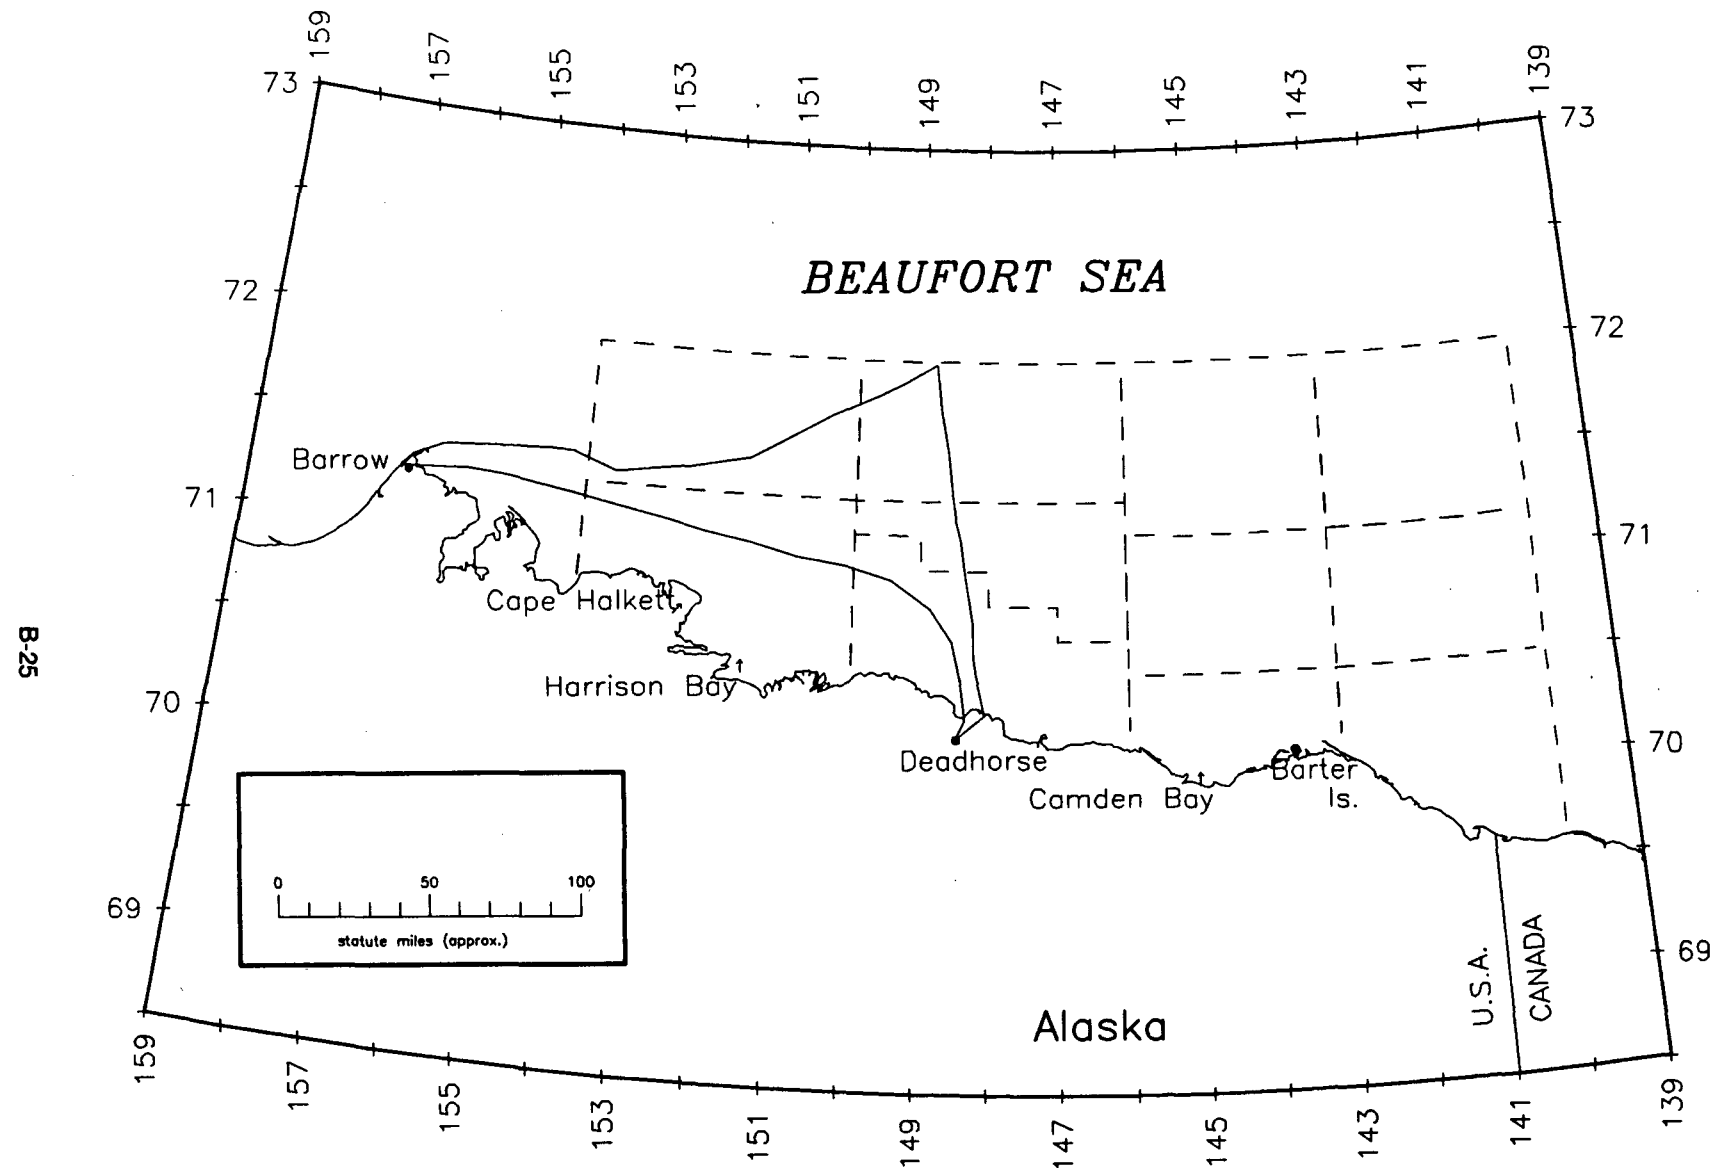 159
157
155
153
151
149
147
145
143
141
139
73
73
BEAUFORT SEA
72
72
Barrow
71
71
Cape Halkett
B-25
Harrison Bay
70
70
Deadhorse
Barter
Is.
Camden Bay
0 50 100
statute miles (approx.)
69
69
U.S.A.
CANADA
Alaska
159
157
155
153
151
149
147
145
143
141
139